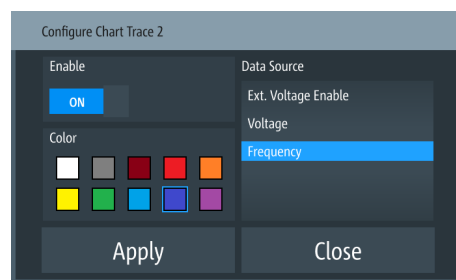 Configure Chart Trace 2
Enable
ON
Color
Data Source
Ext. Voltage Enable
Voltage
Frequency
Apply
Close